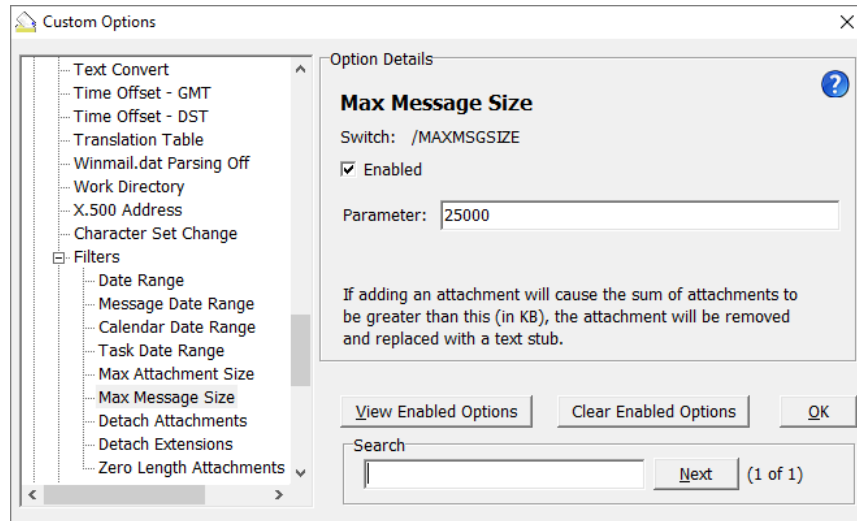 Custom Options
Text Convert
Time Offset - GMT
Time Offset - DST
Translation Table
Winmail.dat Parsing Off
Work Directory
X.500 Address
Character Set Change
Filters
Date Range
Message Date Range
Calendar Date Range
Task Date Range
Max Attachment Size
Max Message Size
Detach Attachments
Detach Extensions
Zero Length Attachments
Option Details
?
Max Message Size
Switch: /MAXMSGSIZE
Enabled
Parameter: 25000
If adding an attachment will cause the sum of attachments to
be greater than this (in KB), the attachment will be removed
and replaced with a text stub.
View Enabled Options Clear Enabled Options OK
Search
Next (1 of 1)